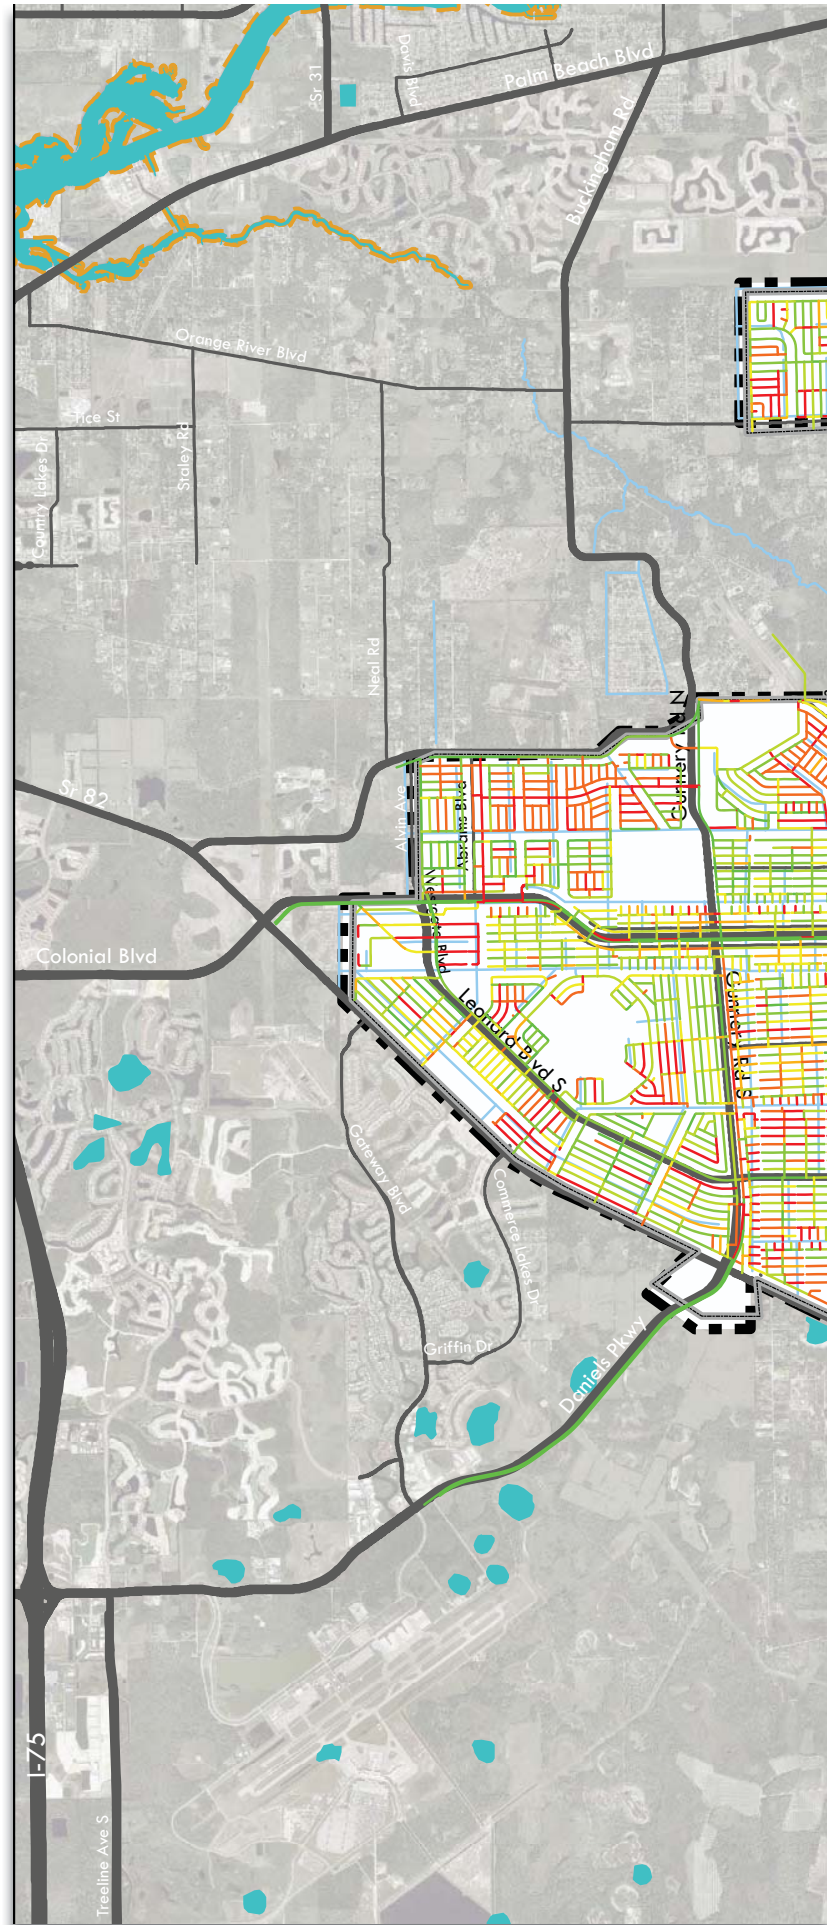 Sr 31
Davis Blvd
Palm Beach Blvd
Buckingham Rd
Orange River Blvd
Tice St
Staley Rd
Country Lakes Dr
Neal Rd
Sr 82
Alvin Ave
Abrams Blvd
Gunnery Rd N
Westgate Blvd
Colonial Blvd
Leonard Blvd S
Gunnery Rd S
Gateway Blvd
Commerce Lakes Dr
Griffin Dr
Daniels Pkwy
I-75
Treeline Ave S